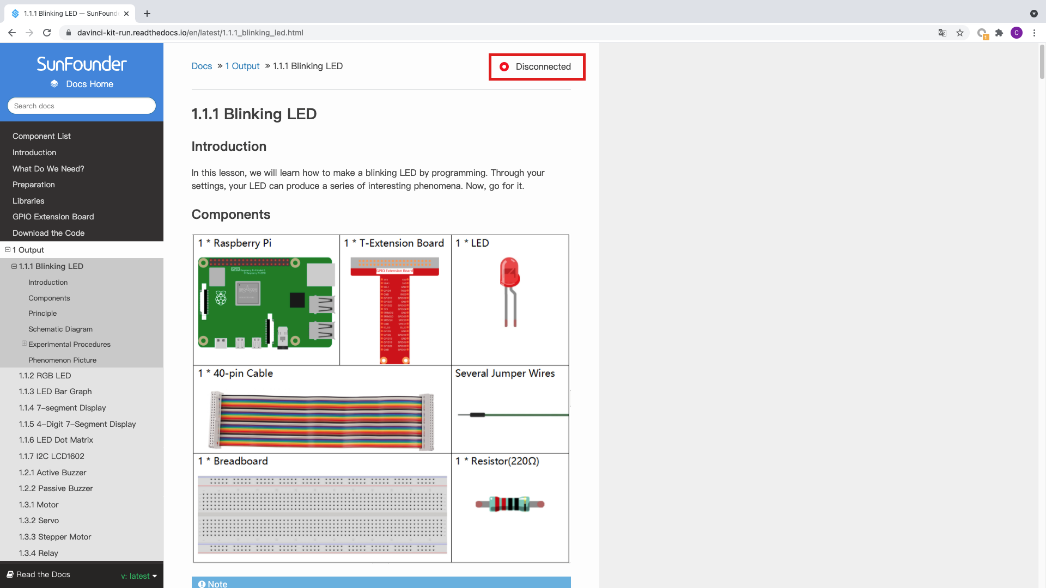 1.1.1 Blinking LED — SunFounde
davinci-kit-run.readthedocs.io/en/latest/1.1.1_blinking_led.html
C
SunFounder
Docs Home
Search docs
Component List
Introduction
What Do We Need?
Preparation
Libraries
GPIO Extension Board
Download the Code
1 Output
1.1.1 Blinking LED
Introduction
Components
Principle
Schematic Diagram
Experimental Procedures
Phenomenon Picture
1.1.2 RGB LED
1.1.3 LED Bar Graph
1.1.4 7-segment Display
1.1.5 4-Digit 7-Segment Display
1.1.6 LED Dot Matrix
1.1.7 I2C LCD1602
1.2.1 Active Buzzer
1.2.2 Passive Buzzer
1.3.1 Motor
1.3.2 Servo
1.3.3 Stepper Motor
1.3.4 Relay
Read the Docs
v: latest
Docs » 1 Output » 1.1.1 Blinking LED
Disconnected
1.1.1 Blinking LED
Introduction
In this lesson, we will learn how to make a blinking LED by programming. Through your
settings, your LED can produce a series of interesting phenomena. Now, go for it.
Components
1 * Raspberry Pi
1 * T-Extension Board
1 * LED
GPIO Extension Board
1 * 40-pin Cable
Several Jumper Wires
1 * Breadboard
1 * Resistor(220Ω)
Note